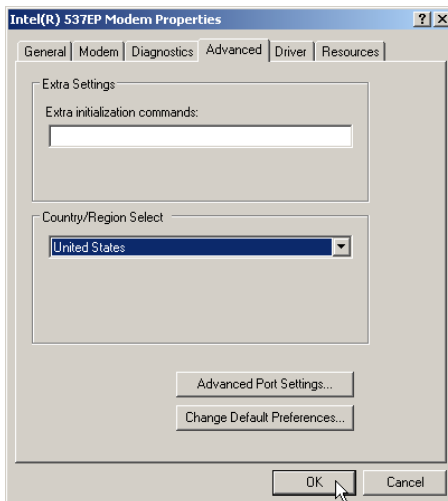 Intel(R) 537EP Modem Properties
General Modem Diagnostics Advanced Driver Resources
Extra Settings
Extra initialization commands:
Country/Region Select
United States
Advanced Port Settings...
Change Default Preferences...
OK Cancel